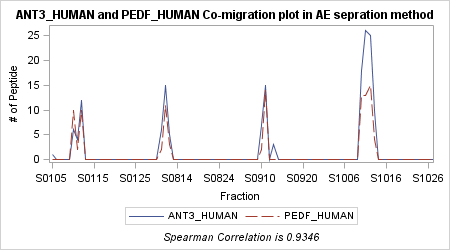 ANT3_HUMAN and PEDF_HUMAN Co-migration plot in AE sepration method
# of Peptide
25
20
15
10
5
0
S0105 S0115 S0125 S0814 S0824 S0910 S0920 S1006 S1016 S1026
Fraction
ANT3_HUMAN PEDF_HUMAN
Spearman Correlation is 0.9346